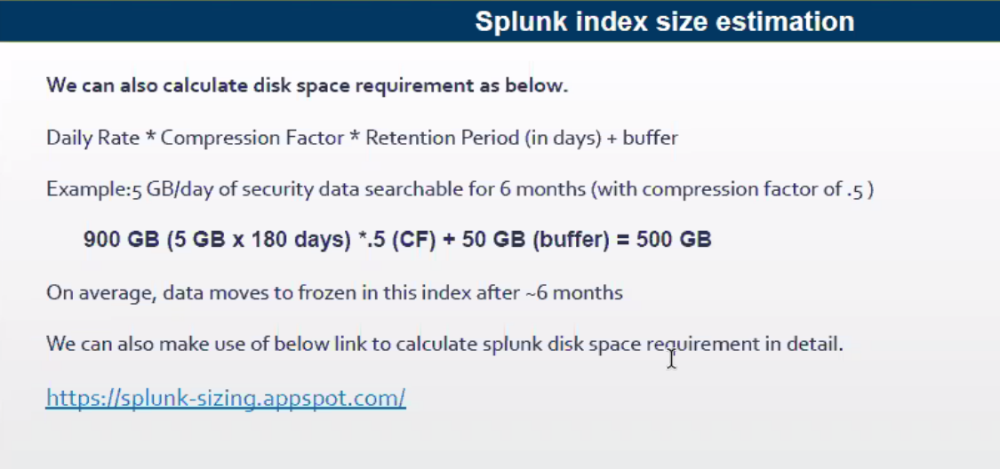 Splunk index size estimation
We can also calculate disk space requirement as below.
Daily Rate * Compression Factor * Retention Period (in days) + buffer
Example:5 GB/day of security data searchable for 6 months (with compression factor of .5 )
900 GB (5 GB x 180 days) *.5 (CF) + 50 GB (buffer) = 500 GB
On average, data moves to frozen in this index after ~6 months
We can also make use of below link to calculate splunk disk space requirement in detail.
https://splunk-sizing.appspot.com/